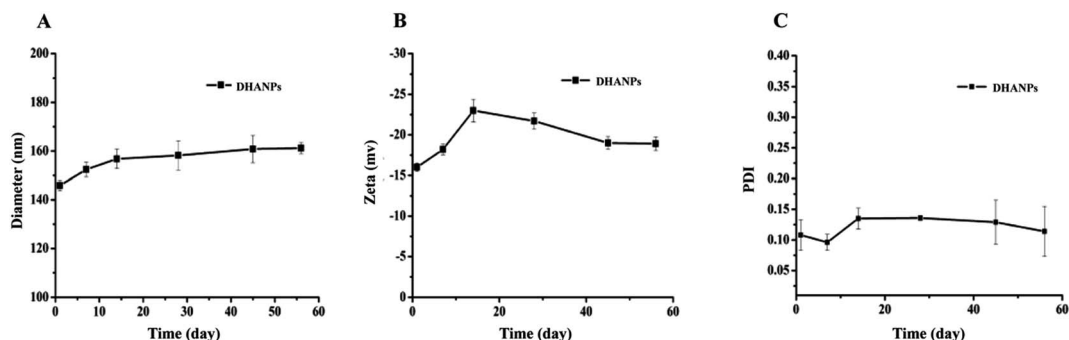 A
200
180
160
140
120
100
Diameter (nm)
DHANPs
0 10 20 30 40 50 60
Time (day)
B
-30
-25
-20
-15
-10
-5
0
Zeta (mv)
DHANPs
0 20 40 60
Time (day)
C
0.40
0.35
0.30
0.25
0.20
0.15
0.10
0.05
PDI
DHANPs
0 20 40 60
Time (day)